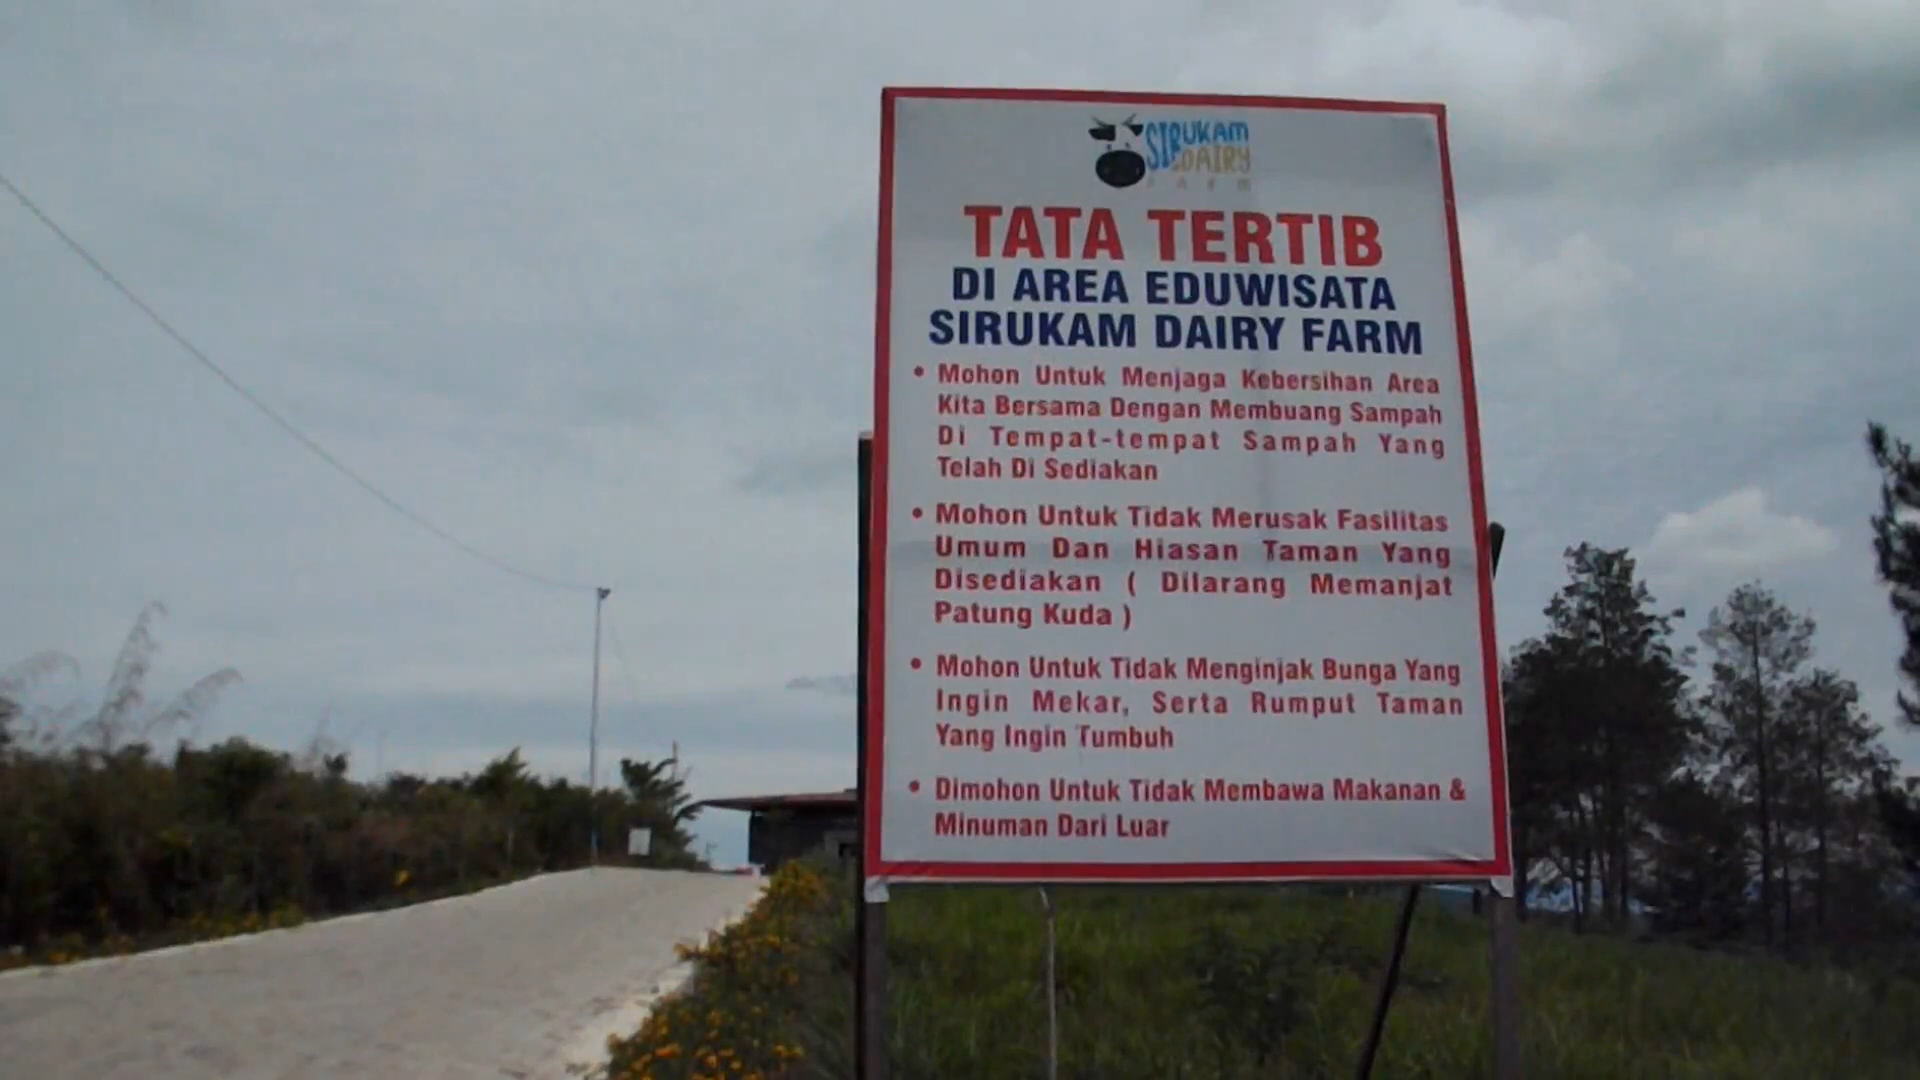 SIRUKAM
DAIRY
FARM
TATA TERTIB
DI AREA EDUWISATA
SIRUKAM DAIRY FARM
• Mohon Untuk Menjaga Kebersihan Area
Kita Bersama Dengan Membuang Sampah
Di Tempat-tempat Sampah Yang
Telah Di Sediakan
• Mohon Untuk Tidak Merusak Fasilitas
Umum Dan Hiasan Taman Yang
Disediakan ( Dilarang Memanjat
Patung Kuda )
• Mohon Untuk Tidak Menginjak Bunga Yang
Ingin Mekar, Serta Rumput Taman
Yang Ingin Tumbuh
• Dimohon Untuk Tidak Membawa Makanan &
Minuman Dari Luar